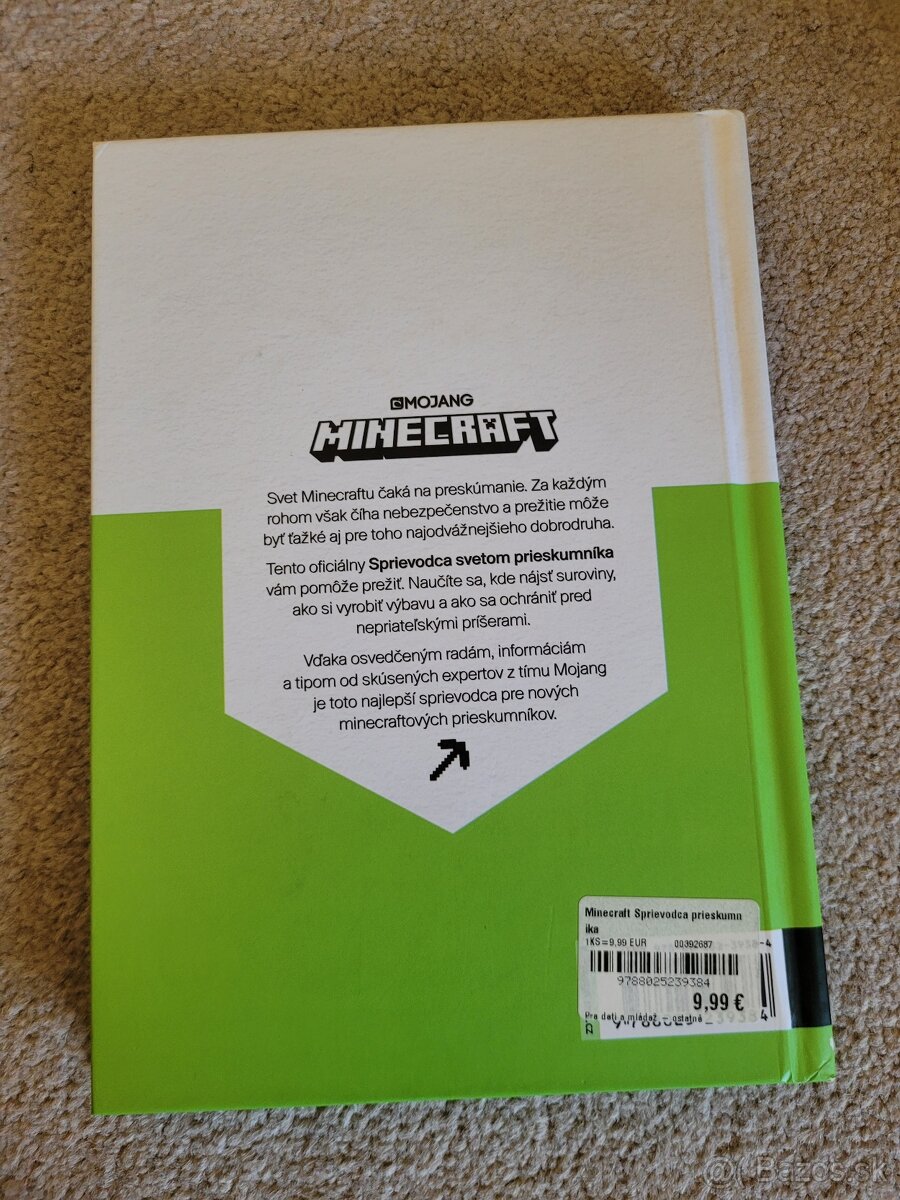 MOJANG
MINECRAFT
Svet Minecraftu čaká na preskúmanie. Za každým
rohom však číha nebezpečenstvo a prežitie môže
byť ťažké aj pre toho najodvážnejšieho dobrodruha.
Tento oficiálny Sprievodca svetom prieskumníka
vám pomôže prežiť. Naučíte sa, kde nájsť suroviny,
ako si vyrobiť výbavu a ako sa ochrániť pred
nepriateľskými príšerami.
Vďaka osvedčeným radám, informáciám
a tipom od skúsených expertov z tímu Mojang
je toto najlepší sprievodca pre nových
minecraftových prieskumníkov.
Minecraft Sprievodca prieskumn
ika
1KS=9,99 EUR 00392687
9788025239384
9,99 €
Pre deti a mládež - ostatné
Bazos.sk